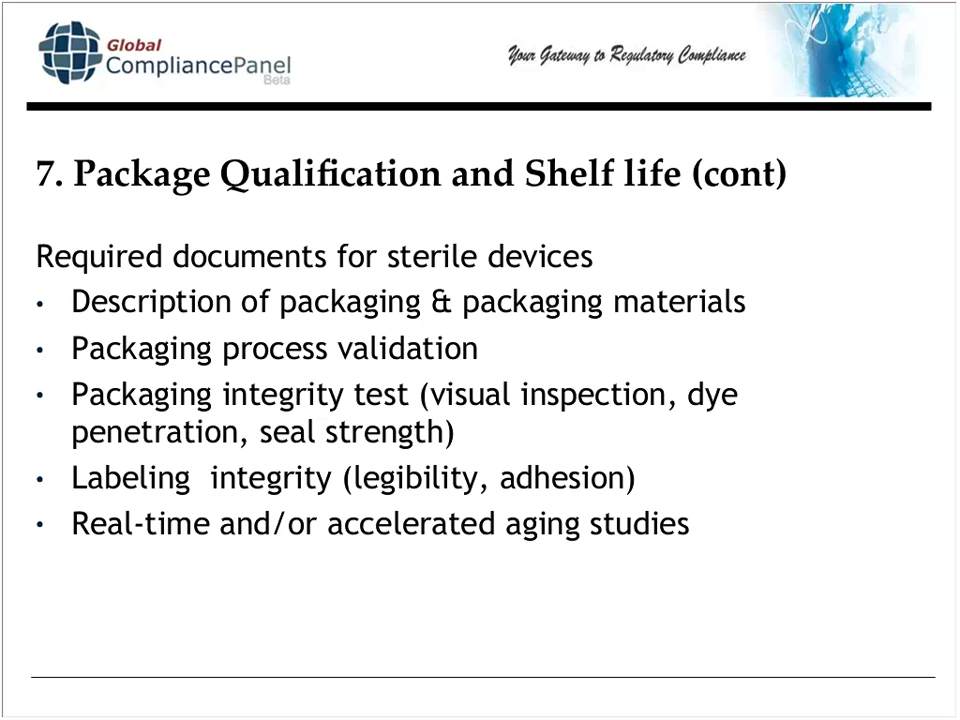 Global
CompliancePanel
Beta
Your Gateway to Regulatory Compliance
7. Package Qualification and Shelf life (cont)
Required documents for sterile devices
• Description of packaging & packaging materials
• Packaging process validation
• Packaging integrity test (visual inspection, dye
penetration, seal strength)
• Labeling  integrity (legibility, adhesion)
• Real-time and/or accelerated aging studies